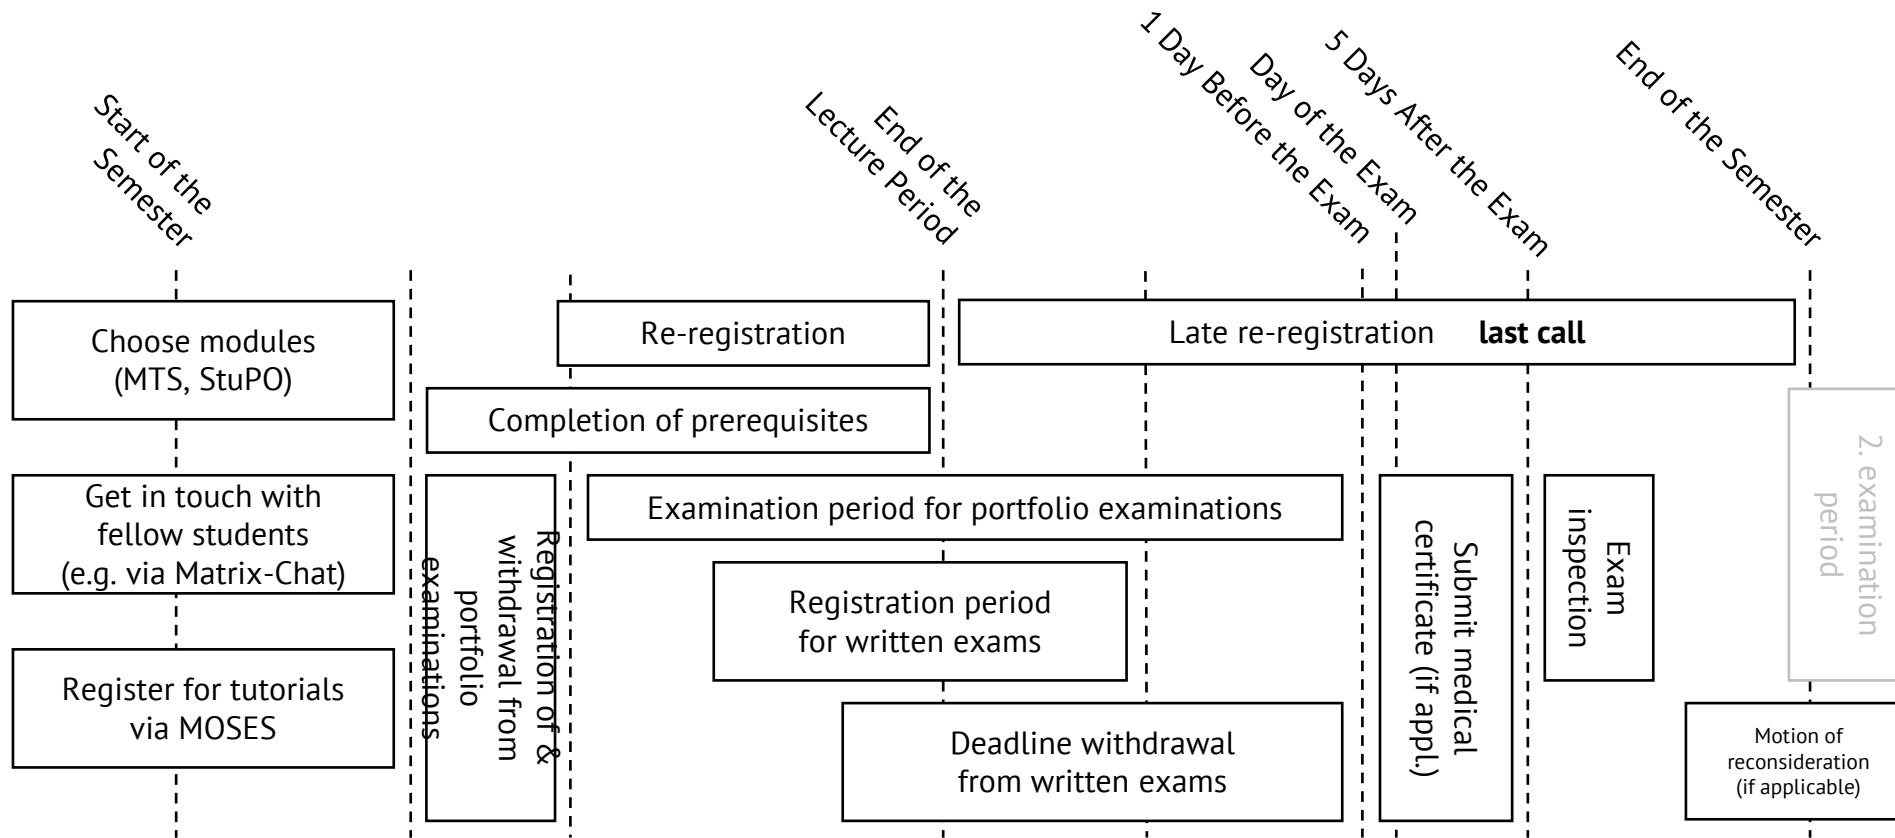 Start of the
Semester
End of the
Lecture Period
1 Day Before the Exam
Day of the Exam
5 Days After the Exam
End of the Semester
Choose modules
(MTS, StuPO)
Re-registration
Late re-registration last call
Completion of prerequisites
Get in touch with
fellow students
(e.g. via Matrix-Chat)
Registration of &
withdrawal from
portfolio
examinations
Examination period for portfolio examinations
Registration period
for written exams
Submit medical
certificate (if appl.)
Exam
inspection
2. examination
period
Register for tutorials
via MOSES
Deadline withdrawal
from written exams
Motion of
reconsideration
(if applicable)